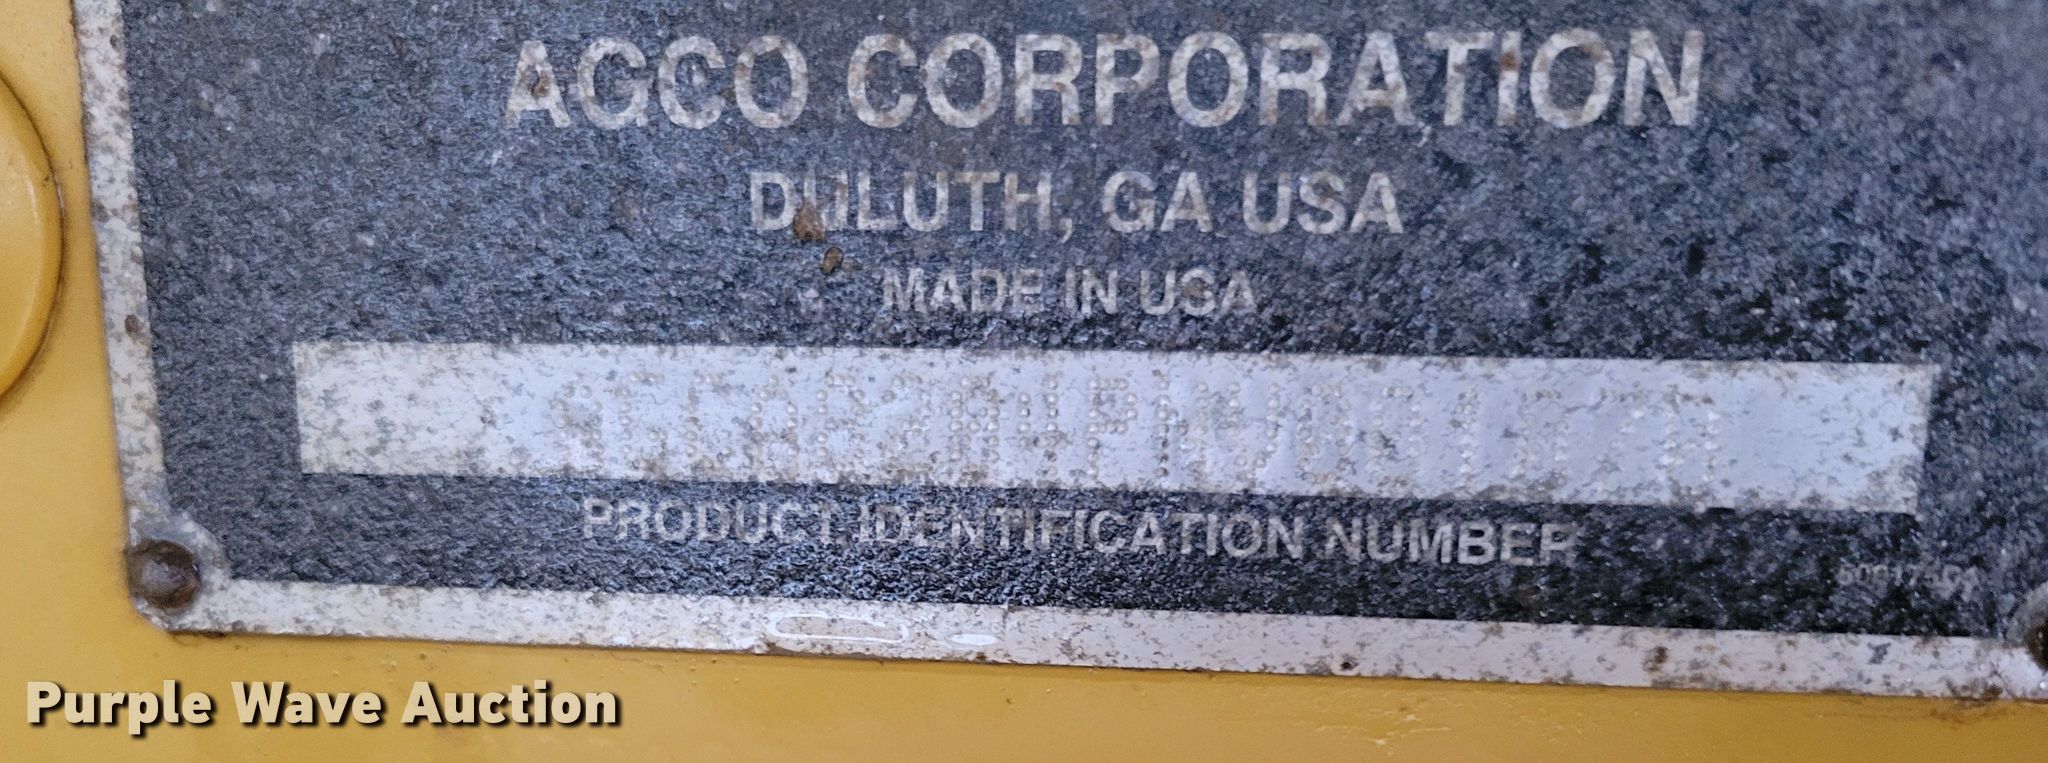 AGCO CORPORATION
DULUTH, GA USA
MADE IN USA
PRODUCT IDENTIFICATION NUMBER
Purple Wave Auction